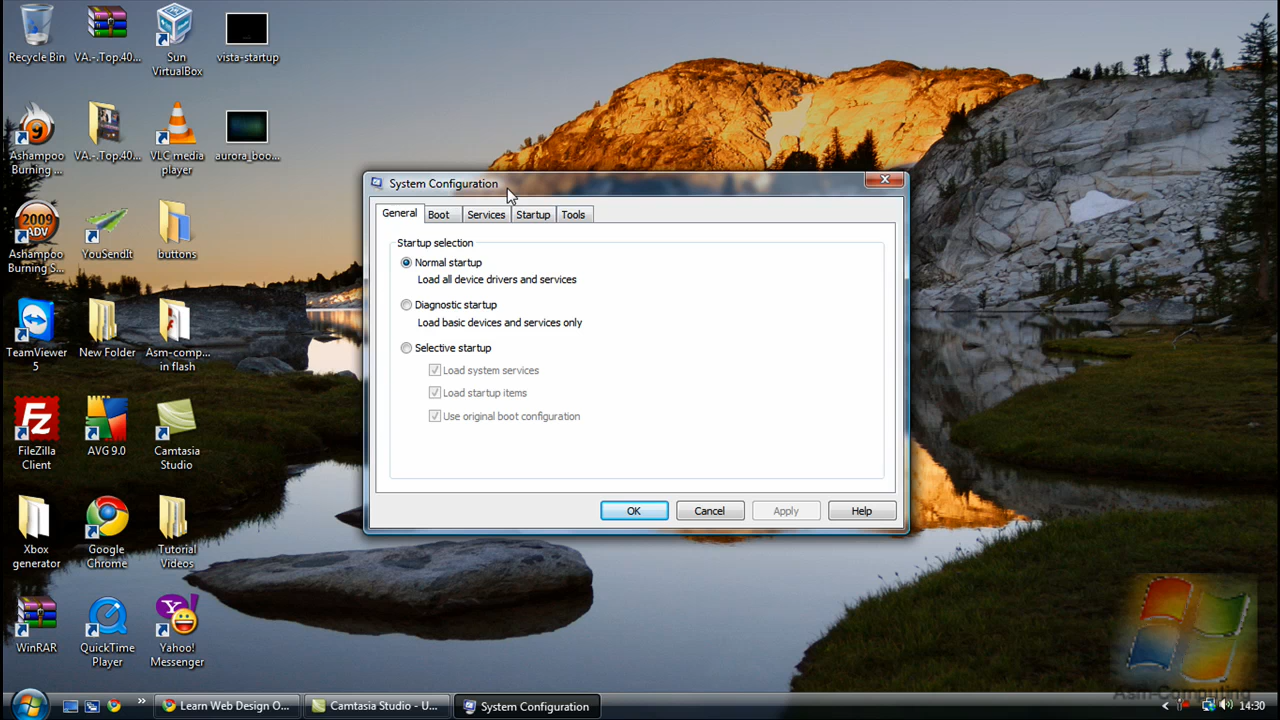 Recycle Bin
VA.-.Top.40...
Sun
VirtualBox
vista-startup
Ashampoo
Burning ...
VA.-.Top.40...
VLC media
player
aurora_boo...
2009
ADV
Ashampoo
Burning S...
YouSendIt
buttons
TeamViewer
5
New Folder
Asm-comp...
in flash
FileZilla
Client
AVG 9.0
Camtasia
Studio
Xbox
generator
Google
Chrome
Tutorial
Videos
WinRAR
QuickTime
Player
Yahoo!
Messenger
System Configuration
General
Boot
Services
Startup
Tools
Startup selection
Normal startup
Load all device drivers and services
Diagnostic startup
Load basic devices and services only
Selective startup
Load system services
Load startup items
Use original boot configuration
OK
Cancel
Apply
Help
Asm-Computing
Learn Web Design O...
Camtasia Studio - U...
System Configuration
14:30